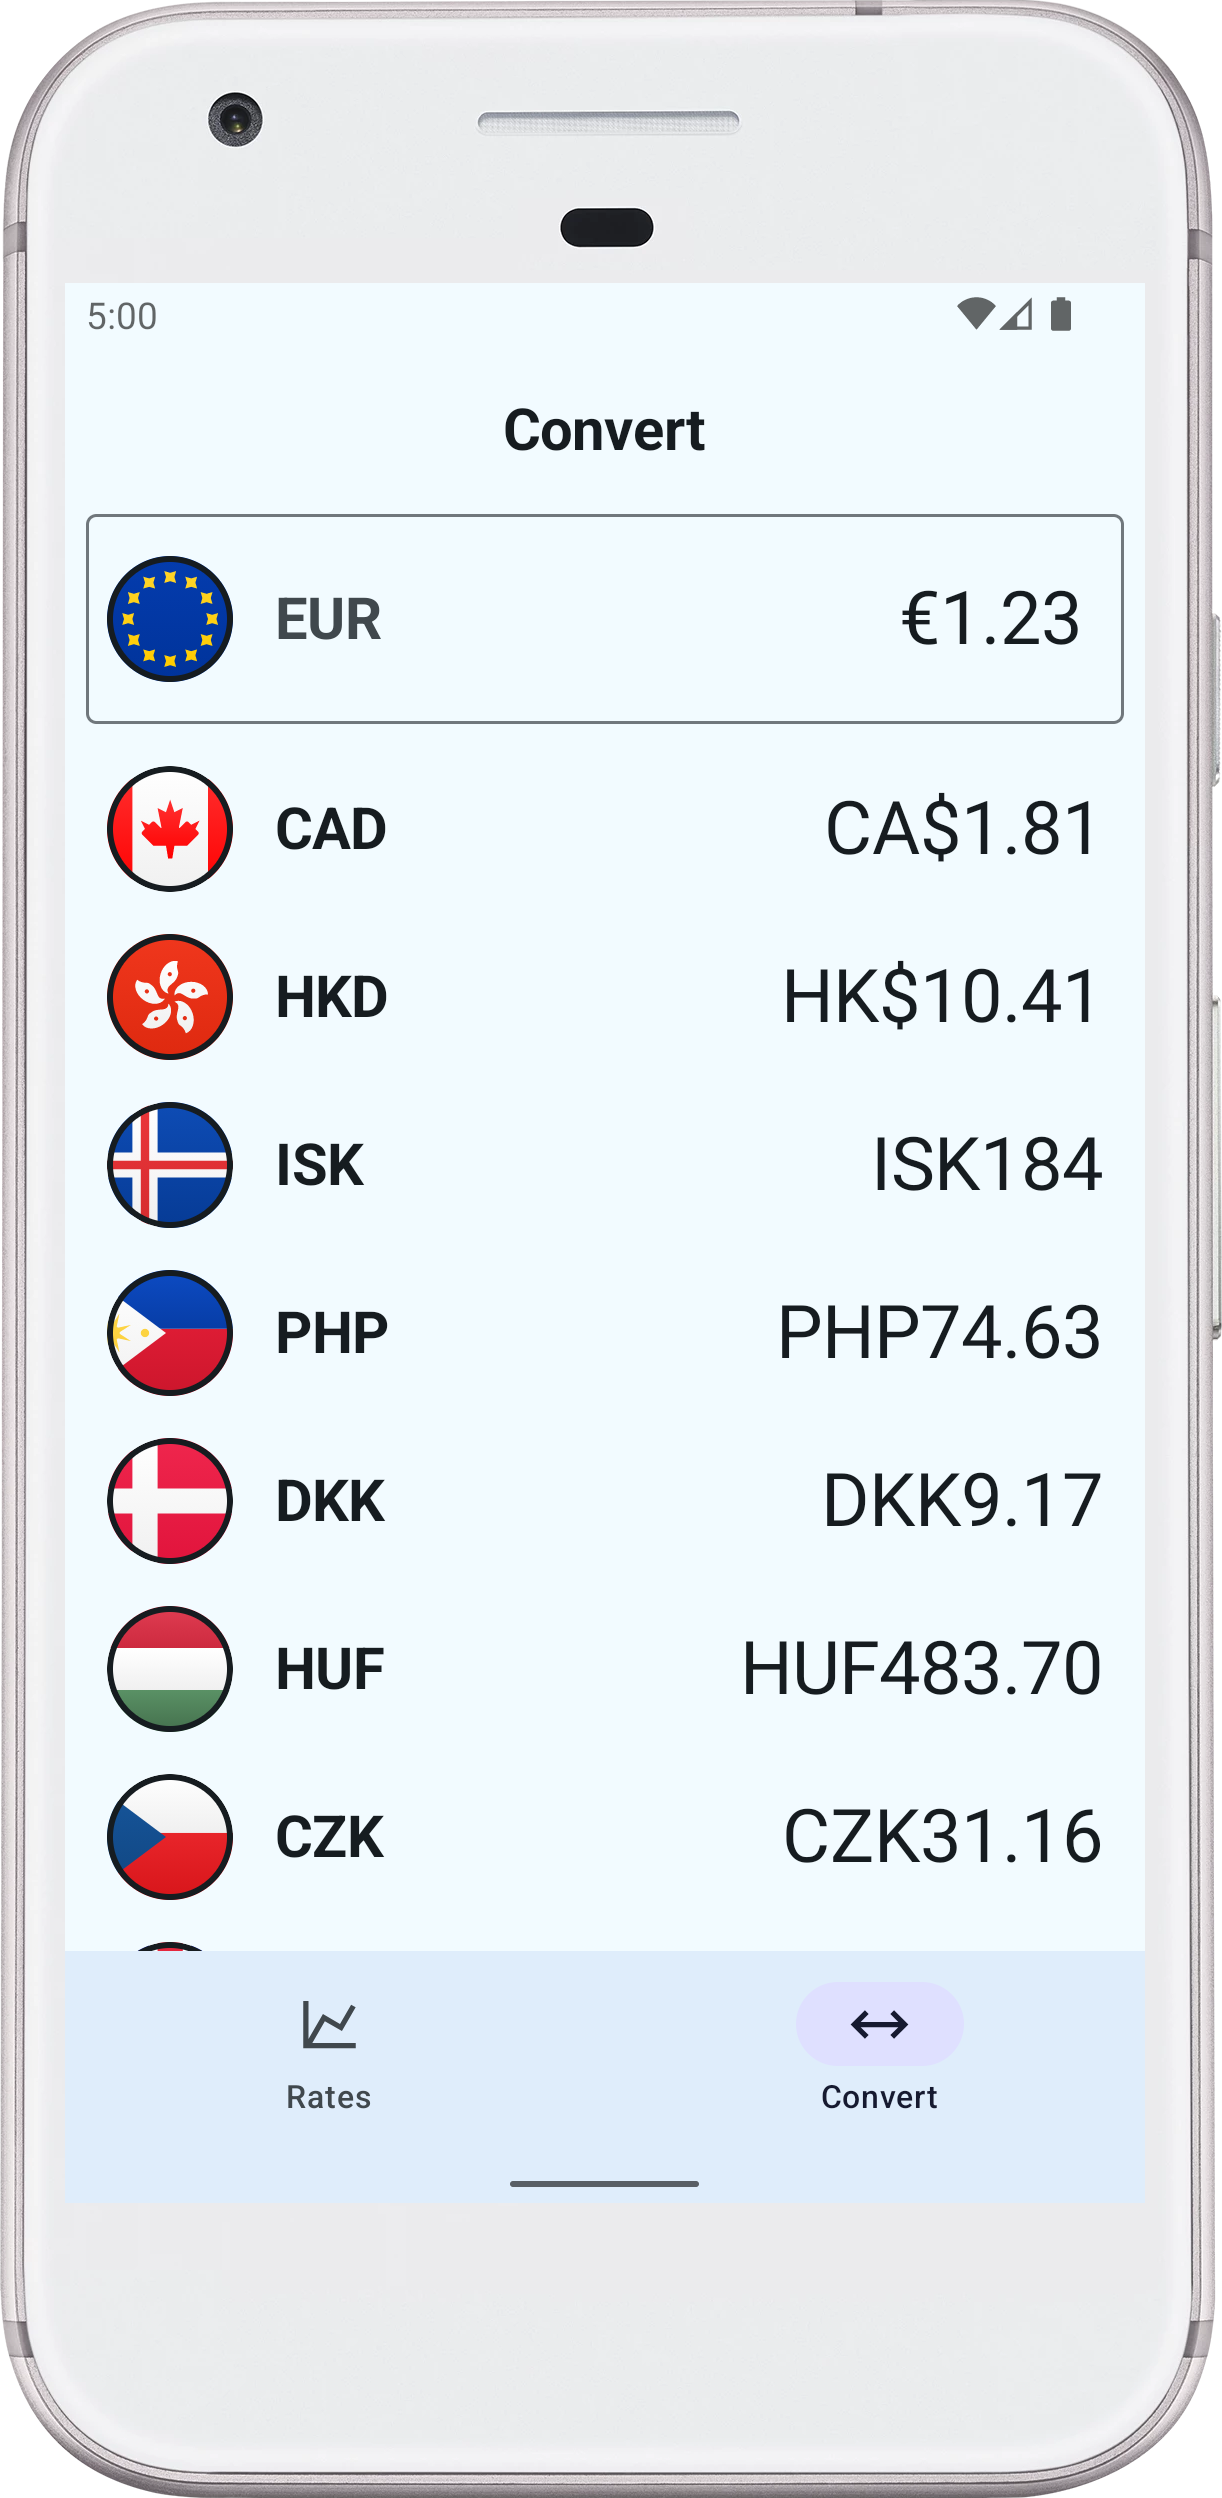 5:00
Convert
EUR €1.23
CAD CA$1.81
HKD HK$10.41
ISK ISK184
PHP PHP74.63
DKK DKK9.17
HUF HUF483.70
CZK CZK31.16
Rates Convert